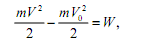 mV²/2 − mV₀²/2 = W,